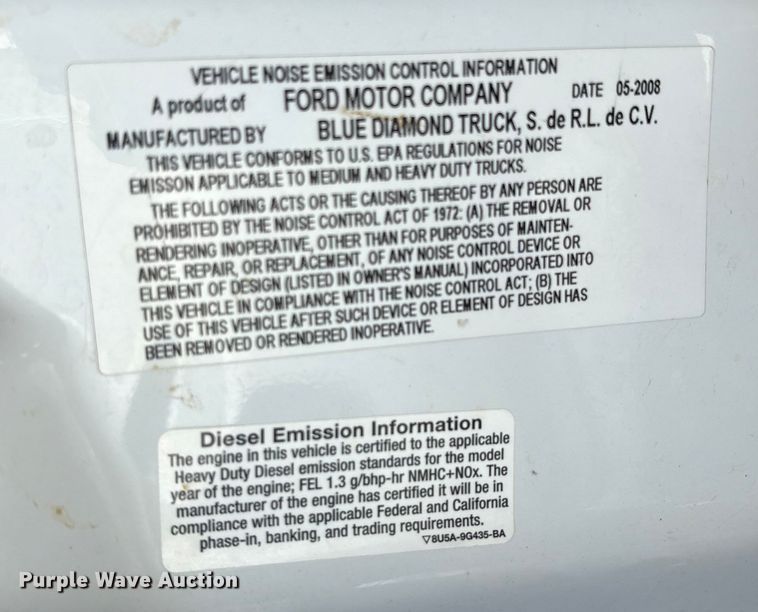 VEHICLE NOISE EMISSION CONTROL INFORMATION
A product of FORD MOTOR COMPANY DATE 05-2008
MANUFACTURED BY BLUE DIAMOND TRUCK, S. de R.L. de C.V.
THIS VEHICLE CONFORMS TO U.S. EPA REGULATIONS FOR NOISE
EMISSON APPLICABLE TO MEDIUM AND HEAVY DUTY TRUCKS.
THE FOLLOWING ACTS OR THE CAUSING THEREOF BY ANY PERSON ARE
PROHIBITED BY THE NOISE CONTROL ACT OF 1972: (A) THE REMOVAL OR
RENDERING INOPERATIVE, OTHER THAN FOR PURPOSES OF MAINTEN-
ANCE, REPAIR, OR REPLACEMENT, OF ANY NOISE CONTROL DEVICE OR
ELEMENT OF DESIGN (LISTED IN OWNER'S MANUAL) INCORPORATED INTO
THIS VEHICLE IN COMPLIANCE WITH THE NOISE CONTROL ACT; (B) THE
USE OF THIS VEHICLE AFTER SUCH DEVICE OR ELEMENT OF DESIGN HAS
BEEN REMOVED OR RENDERED INOPERATIVE.
Diesel Emission Information
The engine in this vehicle is certified to the applicable
Heavy Duty Diesel emission standards for the model
year of the engine; FEL 1.3 g/bhp-hr NMHC+NOx. The
manufacturer of the engine has certified it will be in
compliance with the applicable Federal and California
phase-in, banking, and trading requirements.
▽8U5A-9G435-BA
Purple Wave Auction